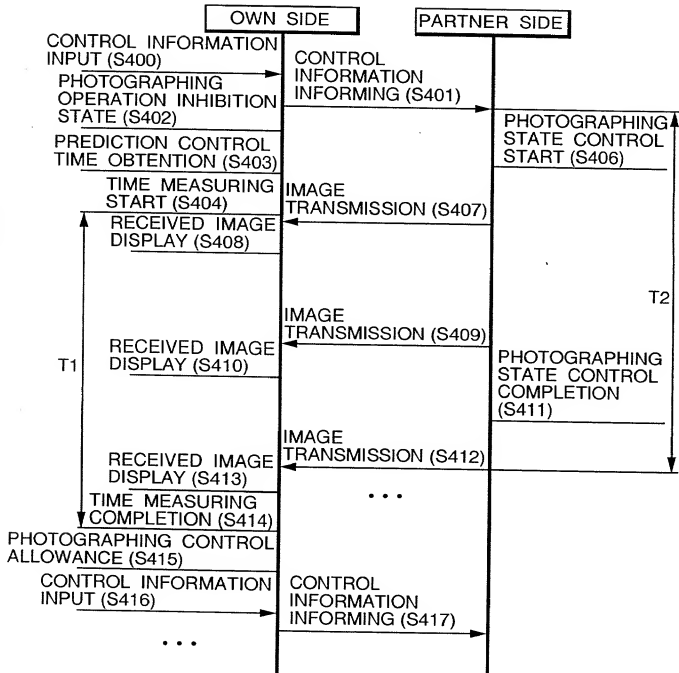 OWN SIDE
PARTNER SIDE
CONTROL INFORMATION
INPUT (S400)
CONTROL
INFORMATION
INFORMING (S401)
PHOTOGRAPHING
OPERATION INHIBITION
STATE (S402)
PHOTOGRAPHING
STATE CONTROL
START (S406)
PREDICTION CONTROL
TIME OBTENTION (S403)
TIME MEASURING
START (S404)
IMAGE
TRANSMISSION (S407)
RECEIVED IMAGE
DISPLAY (S408)
T2
IMAGE
TRANSMISSION (S409)
RECEIVED IMAGE
DISPLAY (S410)
T1
PHOTOGRAPHING
STATE CONTROL
COMPLETION
(S411)
IMAGE
TRANSMISSION (S412)
RECEIVED IMAGE
DISPLAY (S413)
...
TIME MEASURING
COMPLETION (S414)
PHOTOGRAPHING CONTROL
ALLOWANCE (S415)
CONTROL INFORMATION
INPUT (S416)
CONTROL
INFORMATION
INFORMING (S417)
...